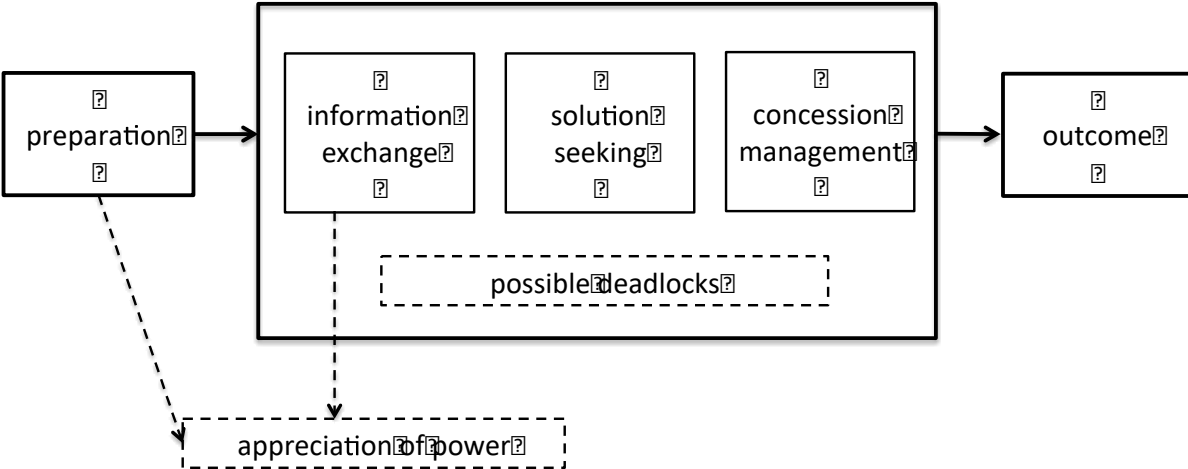 preparation
information
exchange
solution
seeking
concession
management
outcome
possible deadlocks
appreciation of power